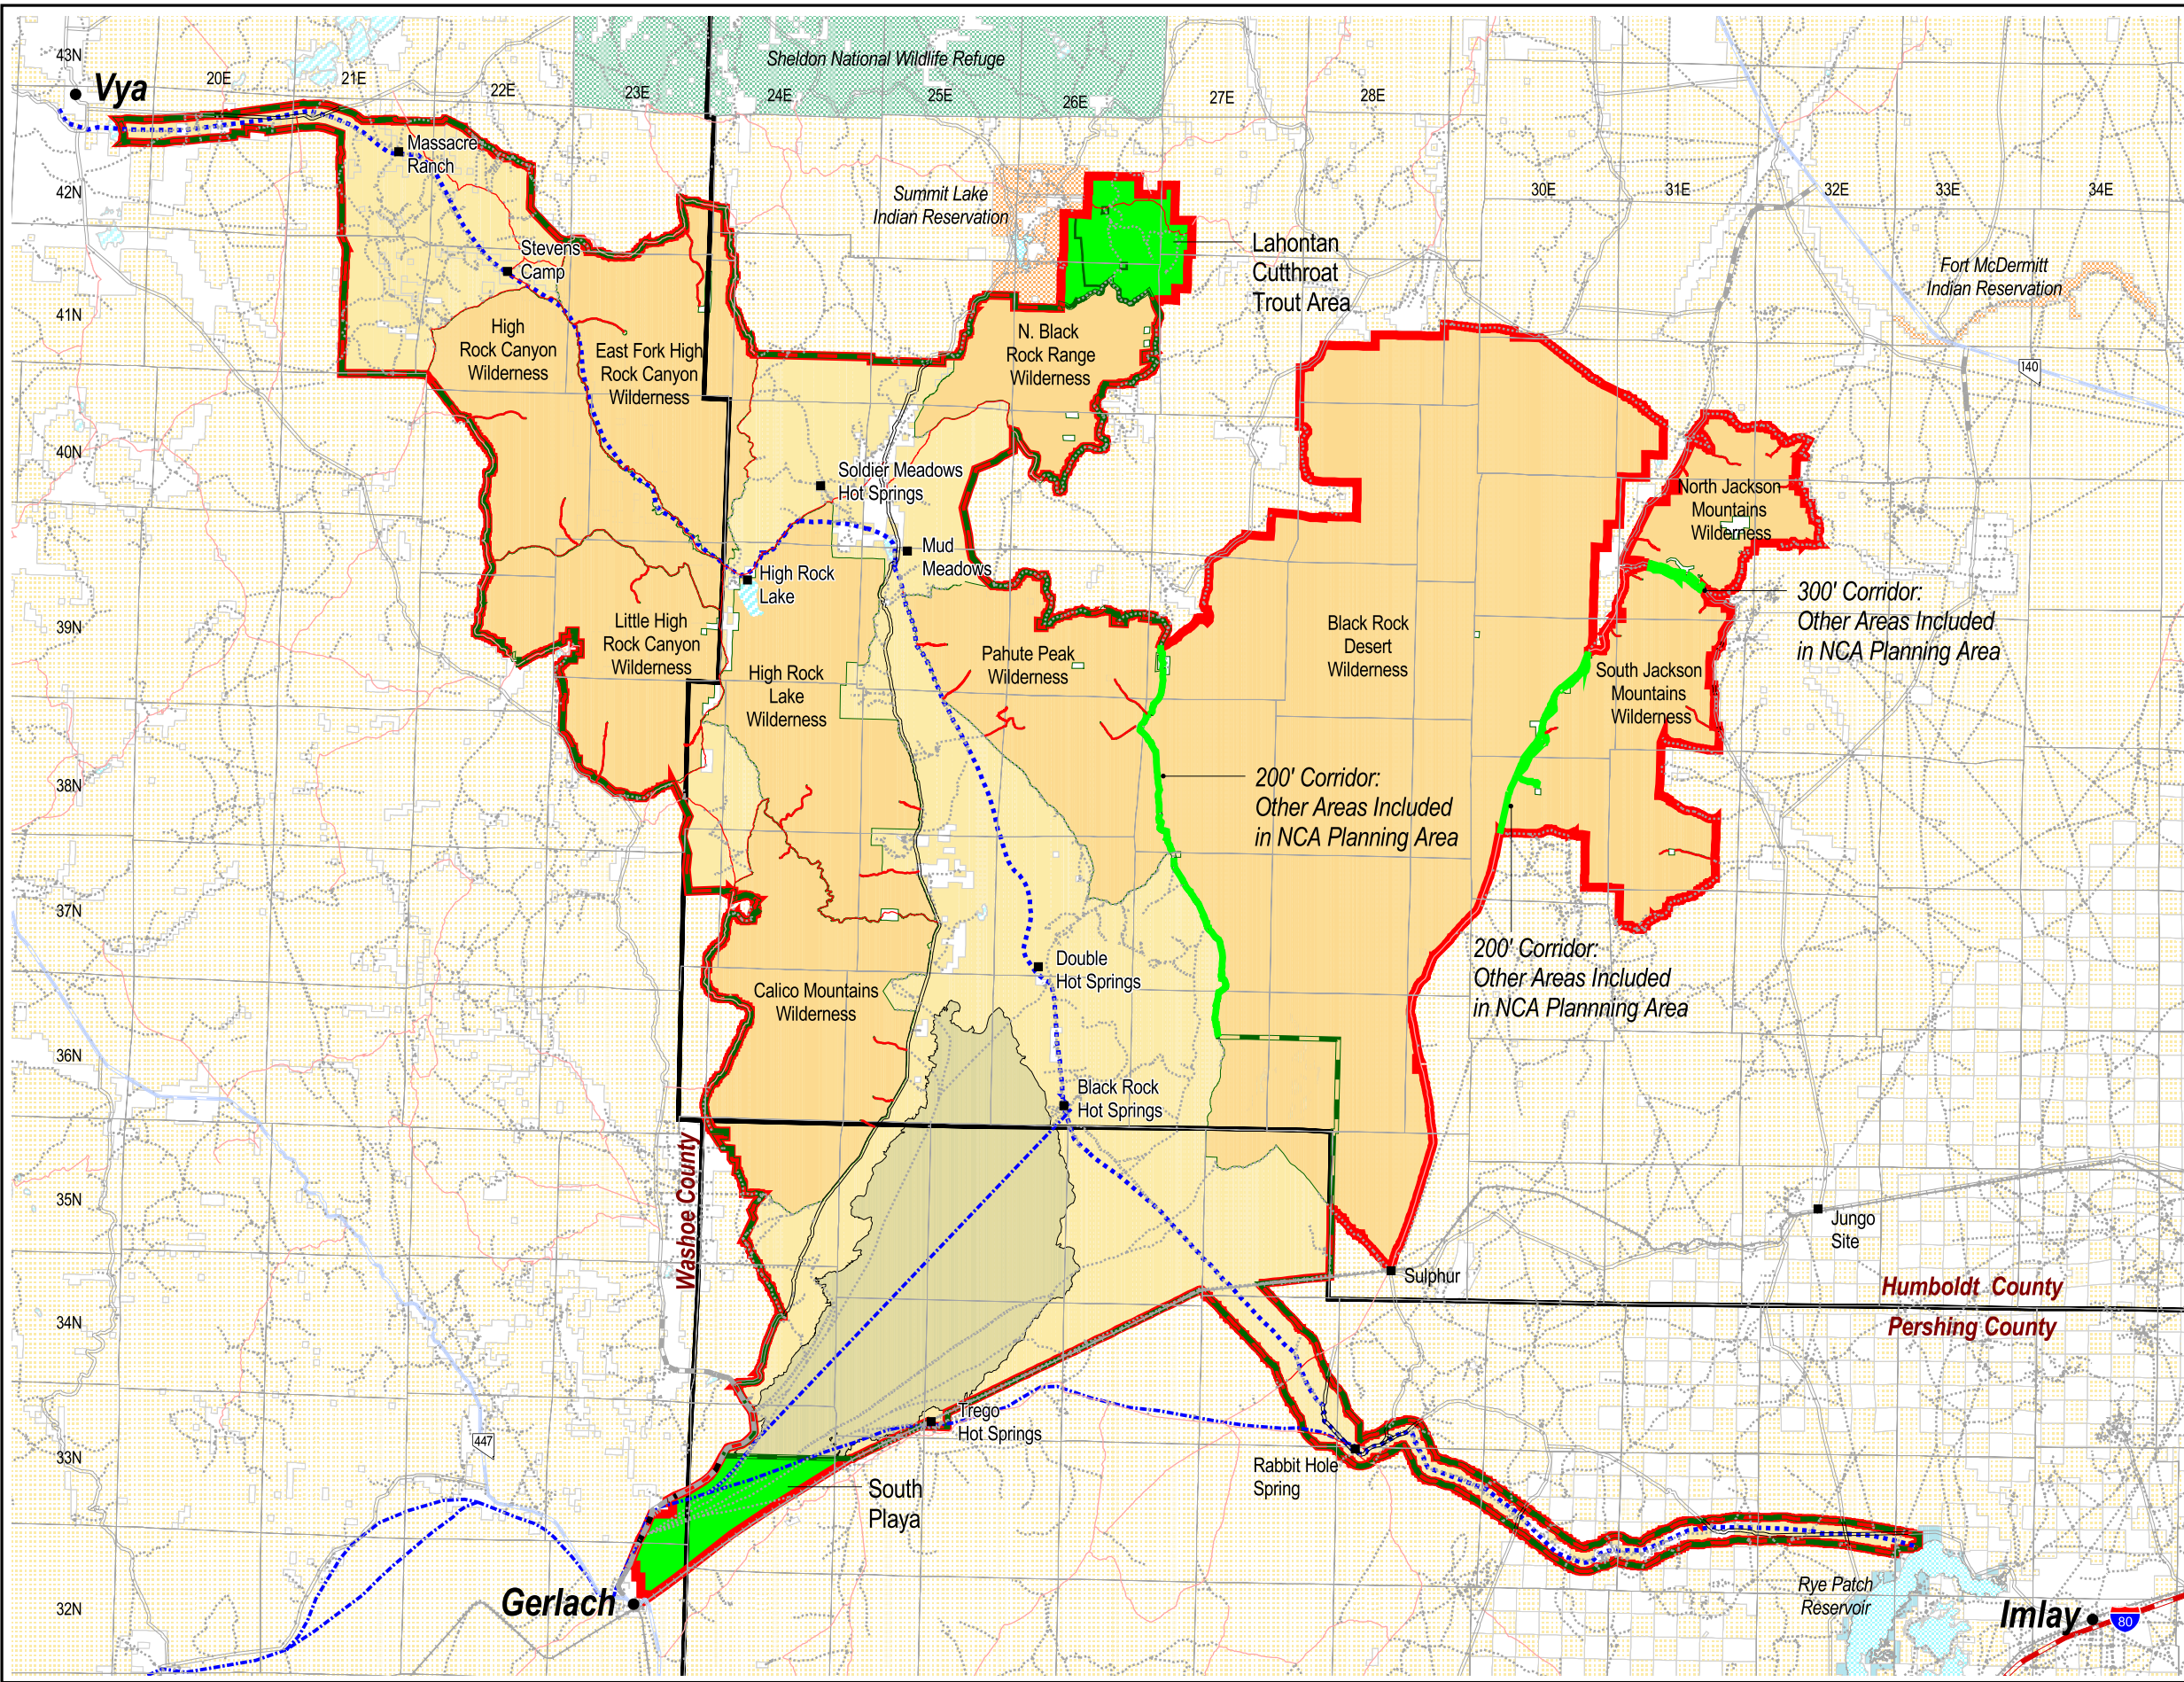 Sheldon National Wildlife Refuge
43N
20E
21E
22E
23E
24E
25E
26E
27E
28E
Vya
Massacre
Ranch
42N
Summit Lake
Indian Reservation
30E
31E
32E
33E
34E
Stevens
Camp
Lahontan
Cutthroat
Trout Area
Fort McDermitt
Indian Reservation
41N
High
Rock Canyon
Wilderness
East Fork High
Rock Canyon
Wilderness
N. Black
Rock Range
Wilderness
140
40N
Soldier Meadows
Hot Springs
North Jackson
Mountains
Wilderness
Mud
Meadows
High Rock
Lake
300' Corridor:
Other Areas Included
in NCA Planning Area
39N
Little High
Rock Canyon
Wilderness
High Rock
Lake
Wilderness
Pahute Peak
Wilderness
Black Rock
Desert
Wilderness
South Jackson
Mountains
Wilderness
38N
200' Corridor:
Other Areas Included
in NCA Planning Area
37N
200' Corridor:
Other Areas Included
in NCA Plannning Area
Double
Hot Springs
Calico Mountains
Wilderness
36N
Black Rock
Hot Springs
Washoe County
35N
Jungo
Site
Sulphur
Humboldt County
Pershing County
34N
Trego
Hot Springs
447
33N
Rabbit Hole
Spring
South
Playa
Rye Patch
Reservoir
32N
Gerlach
Imlay
80